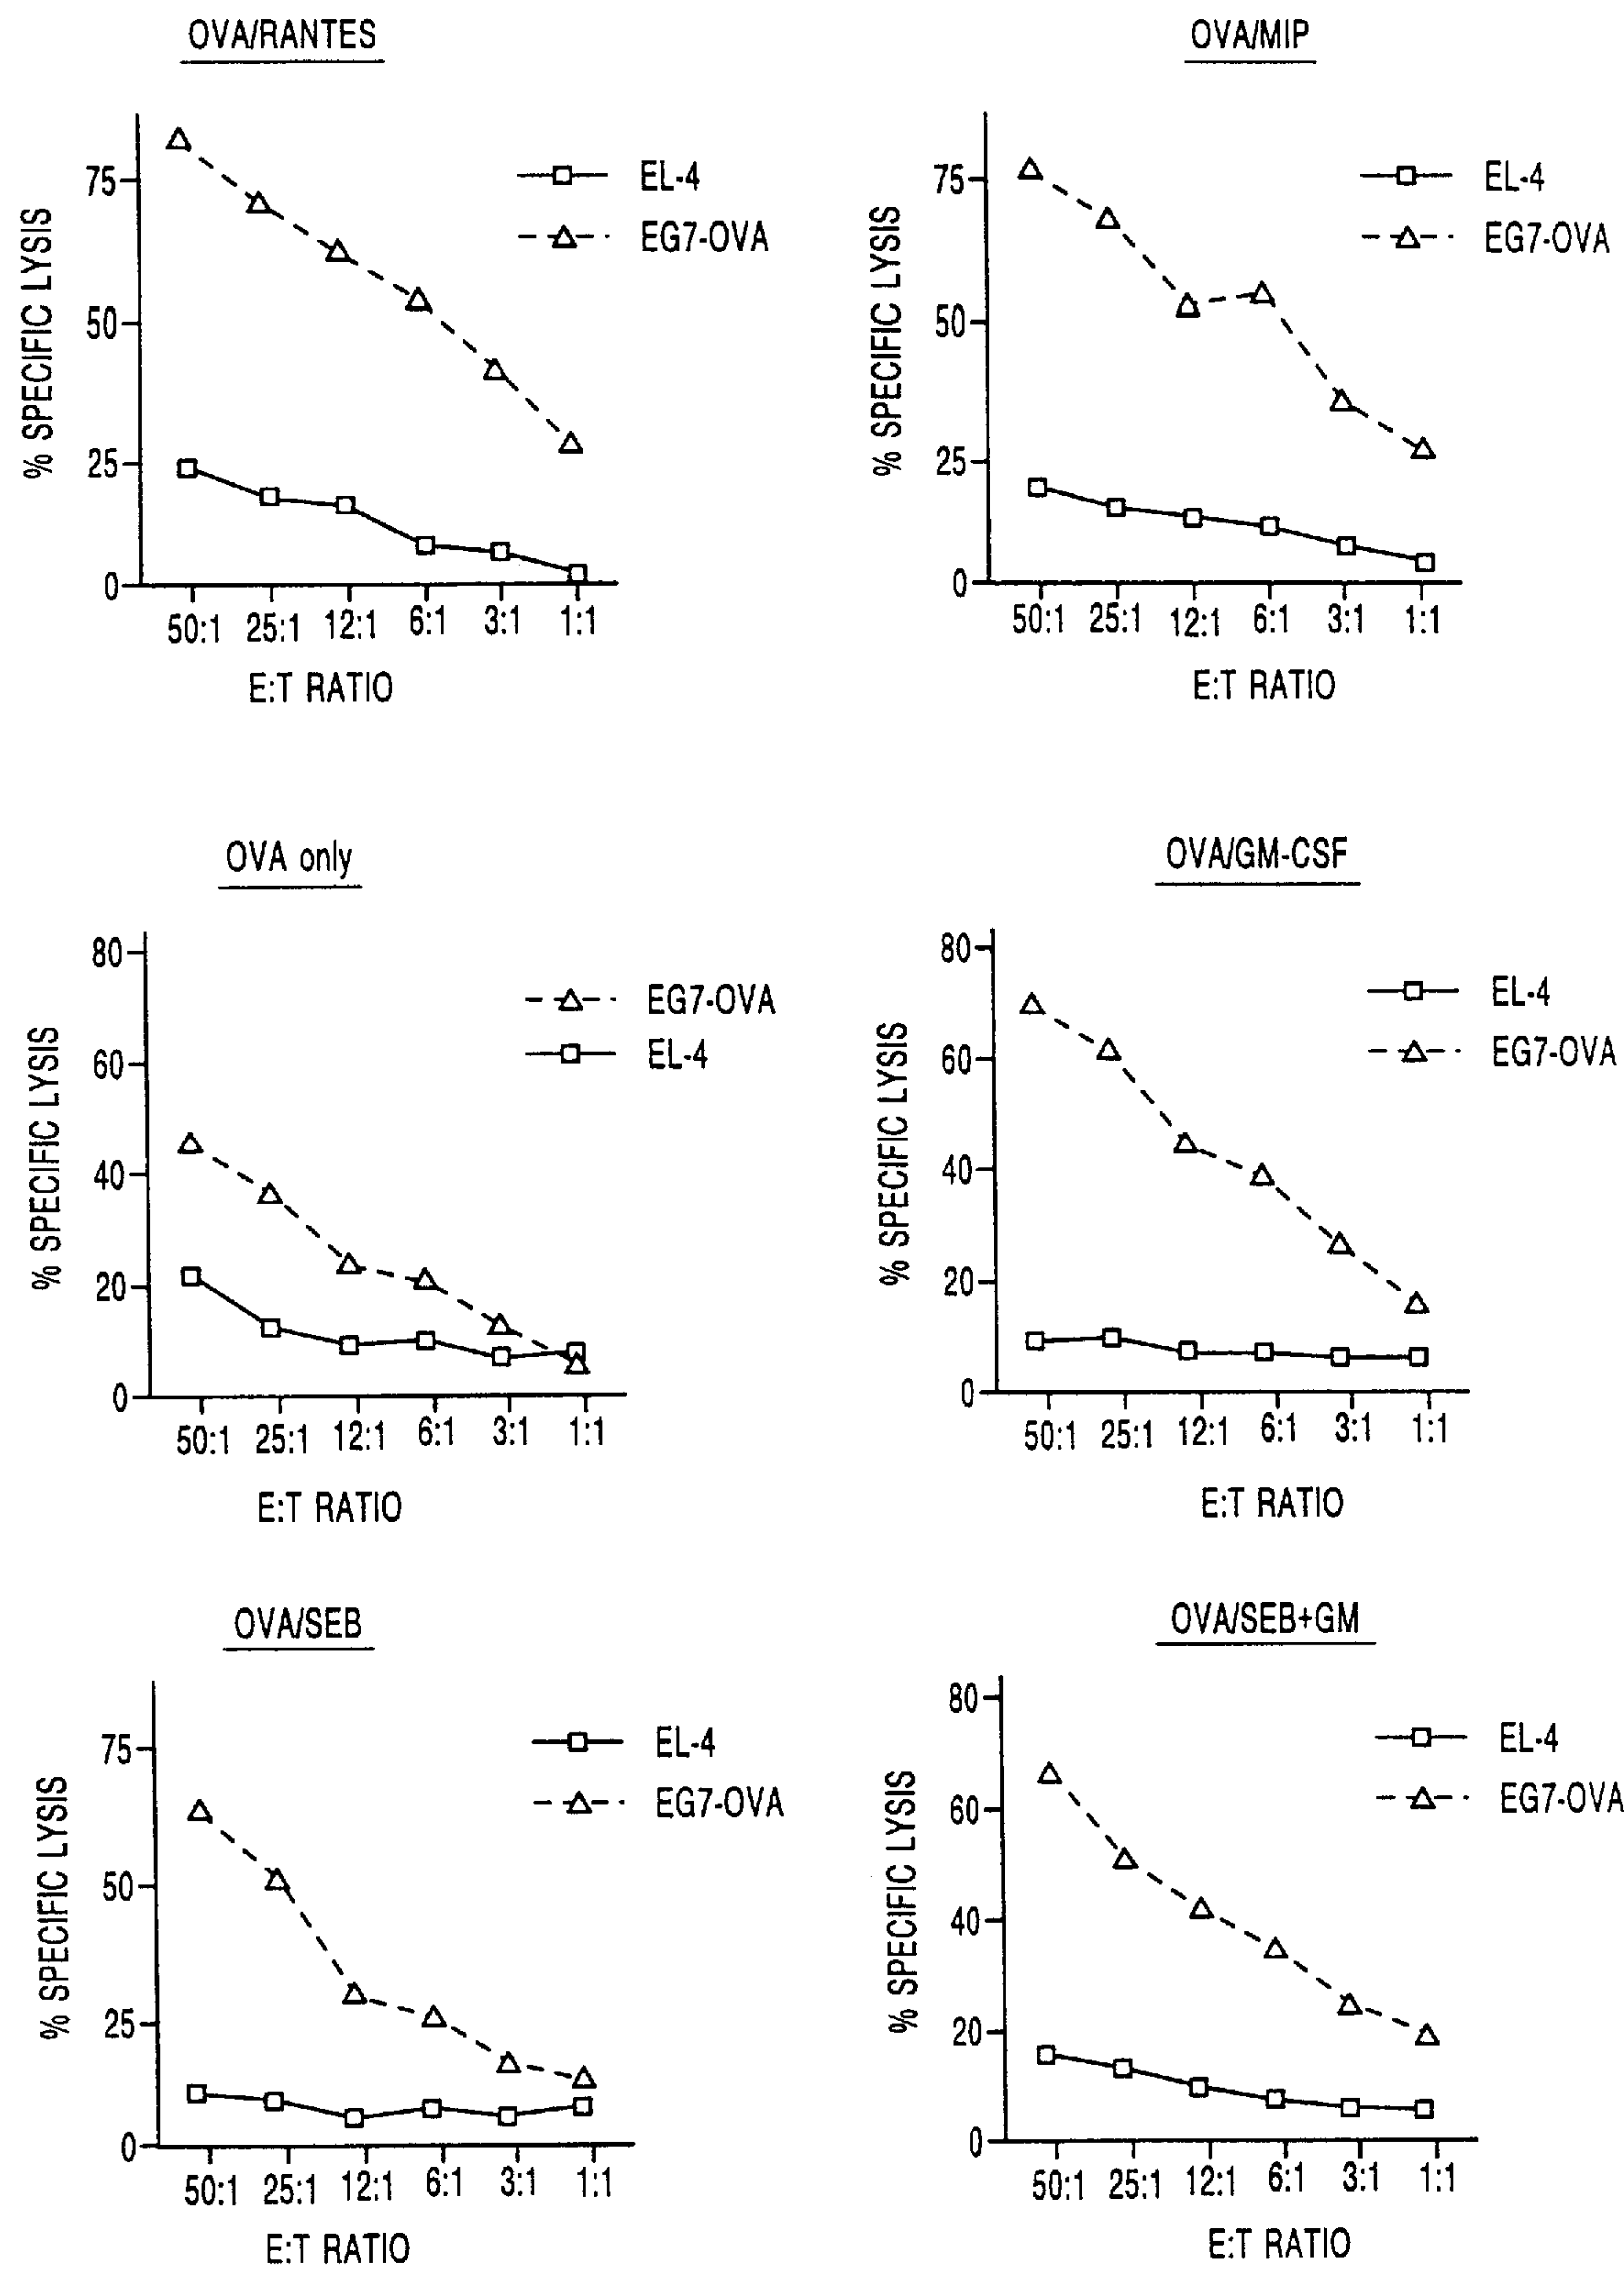 OVA/RANTES
% SPECIFIC LYSIS
75
50
25
0
EL-4
EG7-OVA
50:1 25:1 12:1 6:1 3:1 1:1
E:T RATIO
OVA/MIP
% SPECIFIC LYSIS
75
50
25
0
EL-4
EG7-OVA
50:1 25:1 12:1 6:1 3:1 1:1
E:T RATIO
OVA only
% SPECIFIC LYSIS
80
60
40
20
0
EG7-OVA
EL-4
50:1 25:1 12:1 6:1 3:1 1:1
E:T RATIO
OVA/GM-CSF
% SPECIFIC LYSIS
80
60
40
20
0
EL-4
EG7-OVA
50:1 25:1 12:1 6:1 3:1 1:1
E:T RATIO
OVA/SEB
% SPECIFIC LYSIS
75
50
25
0
EL-4
EG7-OVA
50:1 25:1 12:1 6:1 3:1 1:1
E:T RATIO
OVA/SEB+GM
% SPECIFIC LYSIS
80
60
40
20
0
EL-4
EG7-OVA
50:1 25:1 12:1 6:1 3:1 1:1
E:T RATIO